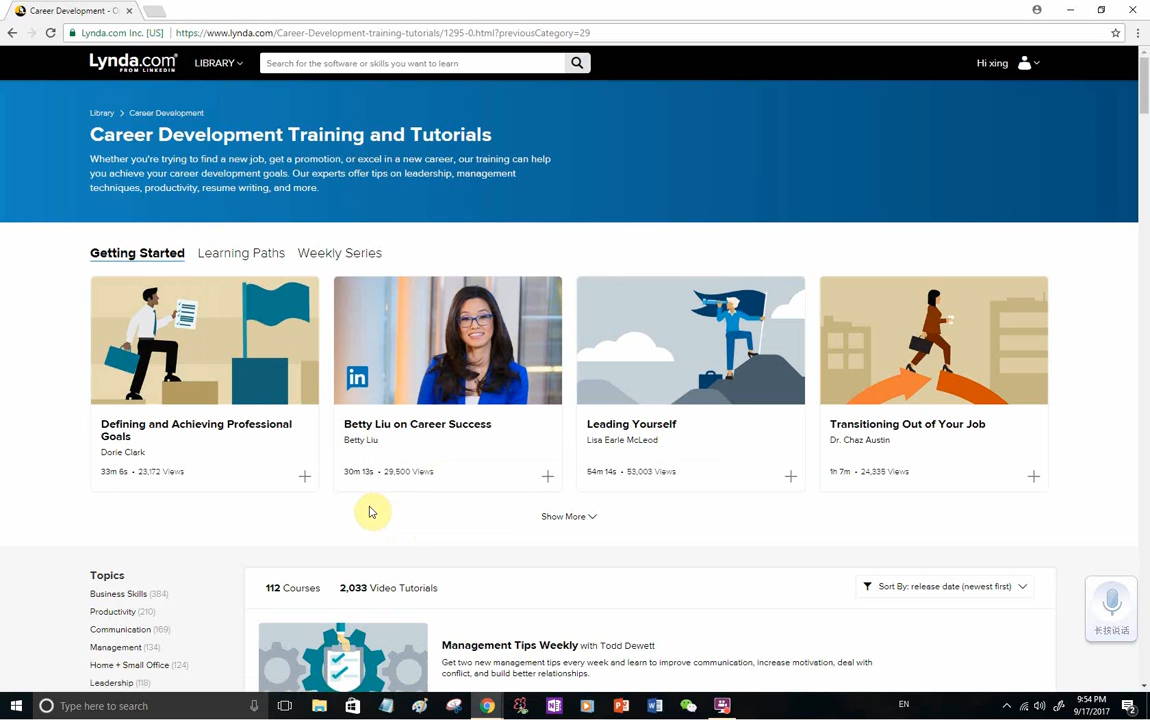 Career Development - O
Lynda.com Inc. [US] https://www.lynda.com/Career-Development-training-tutorials/1295-0.html?previousCategory=29
Lynda.com
FROM LINKEDIN
LIBRARY
Search for the software or skills you want to learn
Hi xing
Library > Career Development
Career Development Training and Tutorials
Whether you're trying to find a new job, get a promotion, or excel in a new career, our training can help
you achieve your career development goals. Our experts offer tips on leadership, management
techniques, productivity, resume writing, and more.
Getting Started Learning Paths Weekly Series
in
Defining and Achieving Professional
Goals
Dorie Clark
33m 6s • 23,172 Views
Betty Liu on Career Success
Betty Liu
30m 13s • 29,500 Views
Leading Yourself
Lisa Earle McLeod
54m 14s • 53,003 Views
Transitioning Out of Your Job
Dr. Chaz Austin
1h 7m • 24,335 Views
Show More
Topics
Business Skills (384)
Productivity (210)
Communication (169)
Management (134)
Home + Small Office (124)
Leadership (118)
112 Courses 2,033 Video Tutorials
Sort By: release date (newest first)
Management Tips Weekly with Todd Dewett
Get two new management tips every week and learn to improve communication, increase motivation, deal with
conflict, and build better relationships.
长按说话
Type here to search
EN
9:54 PM
9/17/2017
2